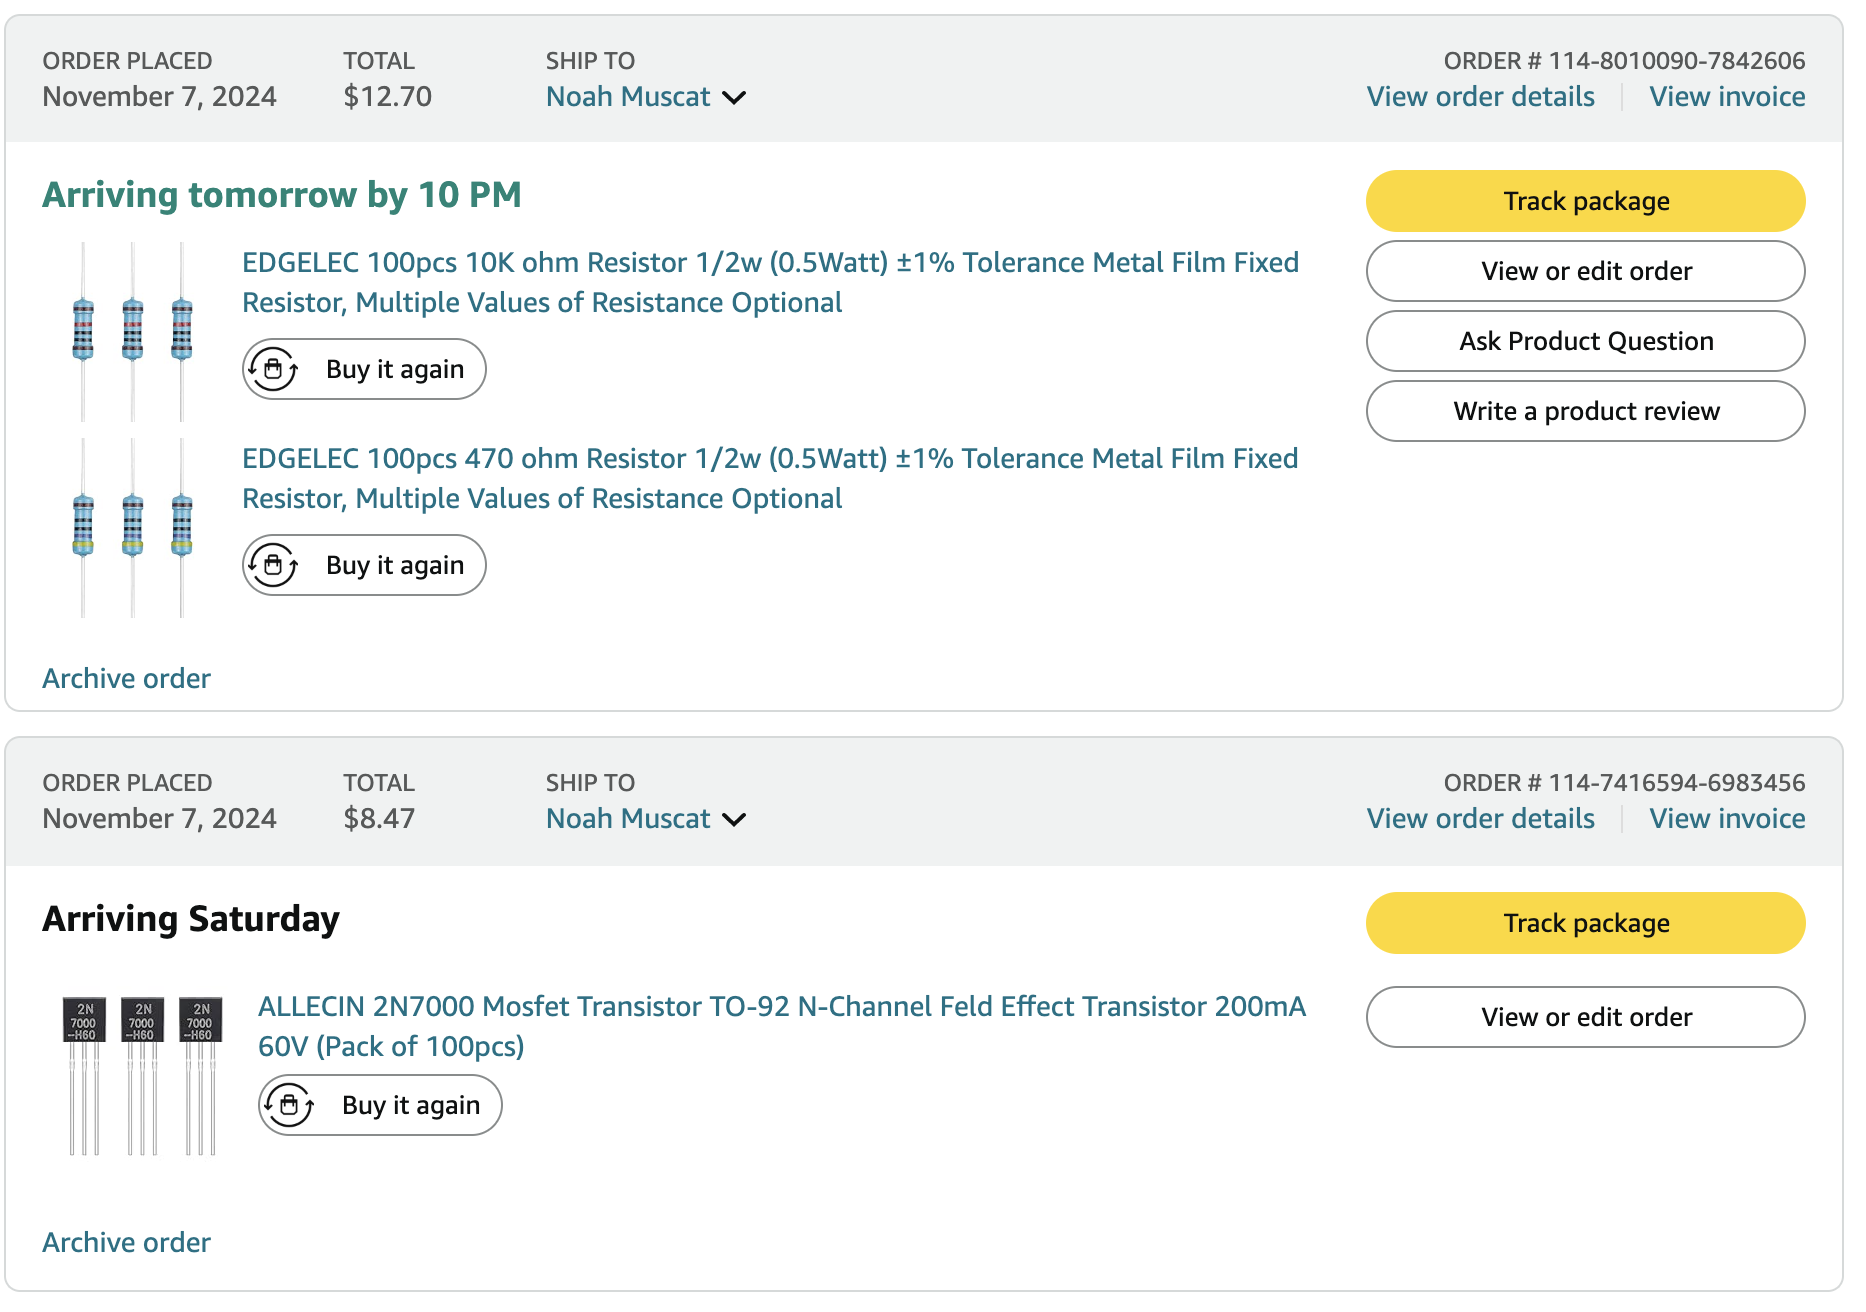 ORDER PLACED
November 7, 2024
TOTAL
$12.70
SHIP TO
Noah Muscat
ORDER # 114-8010090-7842606
View order details
View invoice
Arriving tomorrow by 10 PM
EDGELEC 100pcs 10K ohm Resistor 1/2w (0.5Watt) ±1% Tolerance Metal Film Fixed
Resistor, Multiple Values of Resistance Optional
Buy it again
EDGELEC 100pcs 470 ohm Resistor 1/2w (0.5Watt) ±1% Tolerance Metal Film Fixed
Resistor, Multiple Values of Resistance Optional
Buy it again
Track package
View or edit order
Ask Product Question
Write a product review
Archive order
ORDER PLACED
November 7, 2024
TOTAL
$8.47
SHIP TO
Noah Muscat
ORDER # 114-7416594-6983456
View order details
View invoice
Arriving Saturday
2N
7000
--H60
2N
7000
--H60
2N
7000
--H60
ALLECIN 2N7000 Mosfet Transistor TO-92 N-Channel Feld Effect Transistor 200mA
60V (Pack of 100pcs)
Buy it again
Track package
View or edit order
Archive order